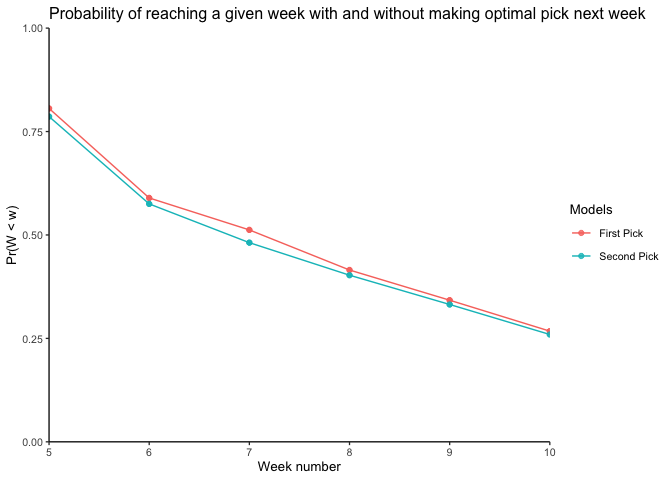 Probability of reaching a given week with and without making optimal pick next week
1.00
0.75
0.50
0.25
0.00
Pr(W < w)
5 6 7 8 9 10
Week number
Models
First Pick
Second Pick